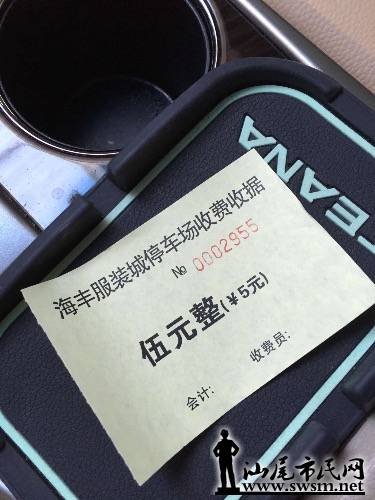 TEANA
海丰服装城停车场收费收据
№ 0002955
伍元整(¥5元)
会计: 收费员:
汕尾市民网
www.swsm.net